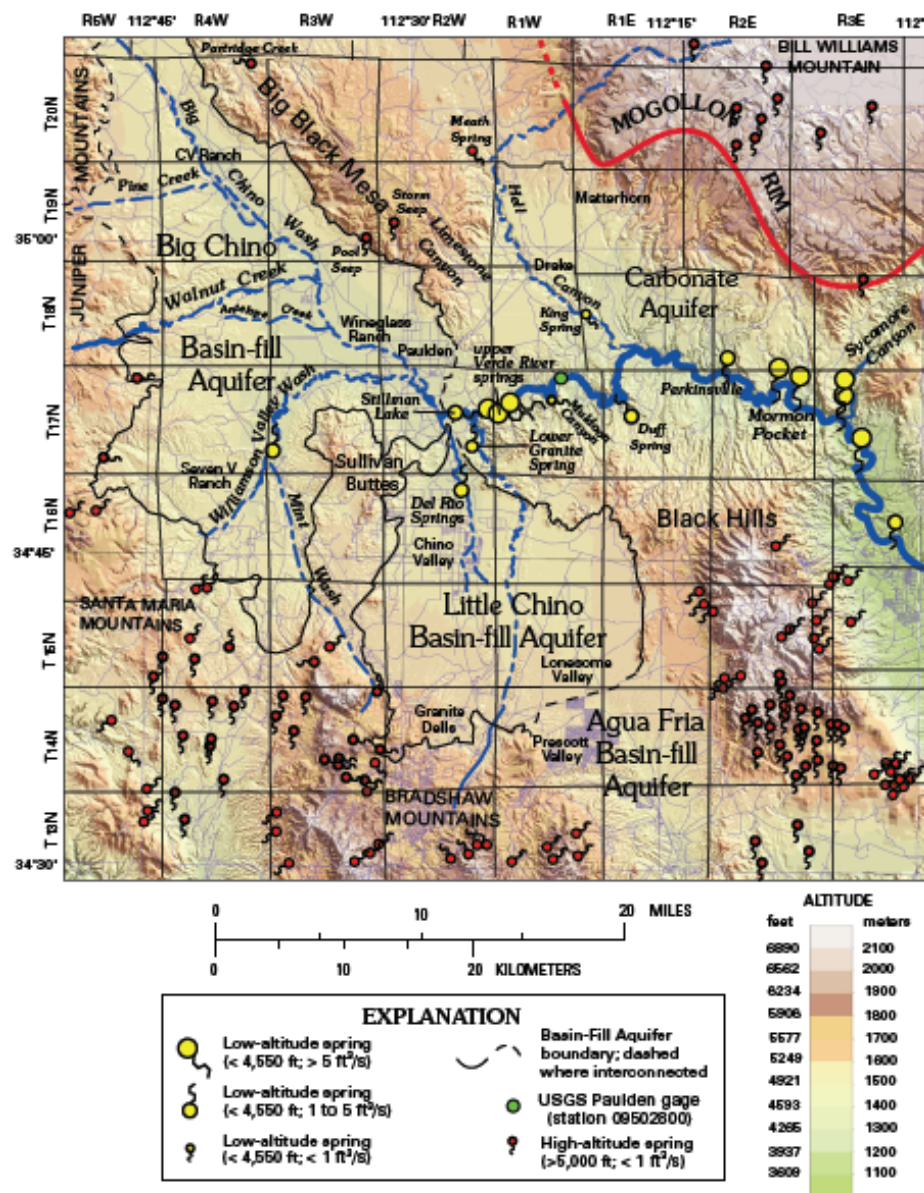 R5W 112°45' R4W R3W 112°30' R2W R1W R1E 112°15' R2E R3E 112°
Partridge Creek
BILL WILLIAMS
MOUNTAIN
T20N
MOUNTAINS
Big
Big Black Mesa
Meath
Spring
MOGOLLON
RIM
CV Ranch
Pine Creek
Chino
Wash
Storm
Seep
Hell
Canyon
Matterhorn
T19N
35°00'
Big Chino
Basin-fill
Aquifer
Pool
Seep
Limestone
Canyon
Drake
Carbonate
Aquifer
JUNIPER
Walnut Creek
King
Spring
Sycamore
Canyon
T18N
Creek
Wineglass
Ranch
Paulden
upper
Verde River
springs
Perkinsville
Stillman
Lake
Muldoon
Canyon
Mormon
Pocket
T17N
Williamson Valley Wash
Duff
Spring
Seven V
Ranch
Sullivan
Buttes
Lower
Granite
Spring
Mint
Wash
Del Rio
Springs
Black Hills
T16N
34°45'
Chino
Valley
SANTA MARIA
MOUNTAINS
Little Chino
Basin-fill Aquifer
T15N
Lonesome
Valley
Granite
Dells
Agua Fria
Basin-fill
Aquifer
T14N
Prescott
Valley
BRADSHAW
MOUNTAINS
T13N
34°30'
0 10 20 MILES
0 10 20 KILOMETERS
ALTITUDE
feet meters
6890 2100
6562 2000
6234 1900
5906 1800
5577 1700
5249 1600
4921 1500
4593 1400
4265 1300
3937 1200
3609 1100
EXPLANATION
Low-altitude spring
(< 4,550 ft; > 5 ft³/s)
Low-altitude spring
(< 4,550 ft; 1 to 5 ft³/s)
Low-altitude spring
(< 4,550 ft; < 1 ft³/s)
Basin-Fill Aquifer
boundary; dashed
where interconnected
USGS Paulden gage
(station 09502800)
High-altitude spring
(>5,000 ft; < 1 ft³/s)